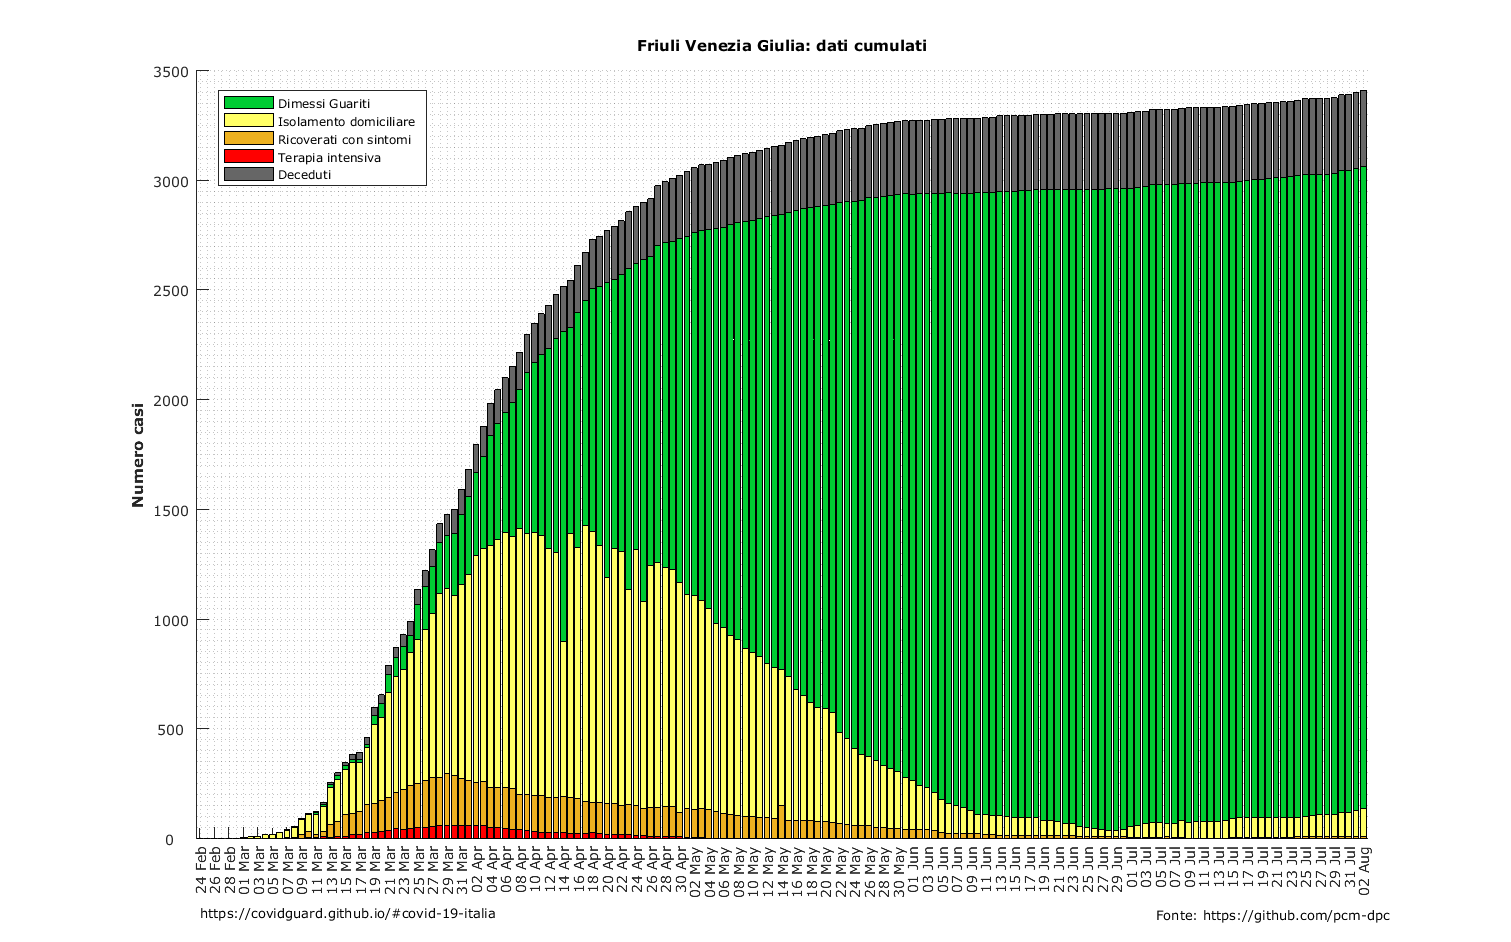 Friuli Venezia Giulia: dati cumulati
3500
3000
2500
2000
1500
1000
500
0
Numero casi
Dimessi Guariti
Isolamento domiciliare
Ricoverati con sintomi
Terapia intensiva
Deceduti
24 Feb
26 Feb
28 Feb
01 Mar
03 Mar
05 Mar
07 Mar
09 Mar
11 Mar
13 Mar
15 Mar
17 Mar
19 Mar
21 Mar
23 Mar
25 Mar
27 Mar
29 Mar
31 Mar
02 Apr
04 Apr
06 Apr
08 Apr
10 Apr
12 Apr
14 Apr
16 Apr
18 Apr
20 Apr
22 Apr
24 Apr
26 Apr
28 Apr
30 Apr
02 May
04 May
06 May
08 May
10 May
12 May
14 May
16 May
18 May
20 May
22 May
24 May
26 May
28 May
30 May
01 Jun
03 Jun
05 Jun
07 Jun
09 Jun
11 Jun
13 Jun
15 Jun
17 Jun
19 Jun
21 Jun
23 Jun
25 Jun
27 Jun
29 Jun
01 Jul
03 Jul
05 Jul
07 Jul
09 Jul
11 Jul
13 Jul
15 Jul
17 Jul
19 Jul
21 Jul
23 Jul
25 Jul
27 Jul
29 Jul
31 Jul
02 Aug
https://covidguard.github.io/#covid-19-italia
Fonte: https://github.com/pcm-dpc